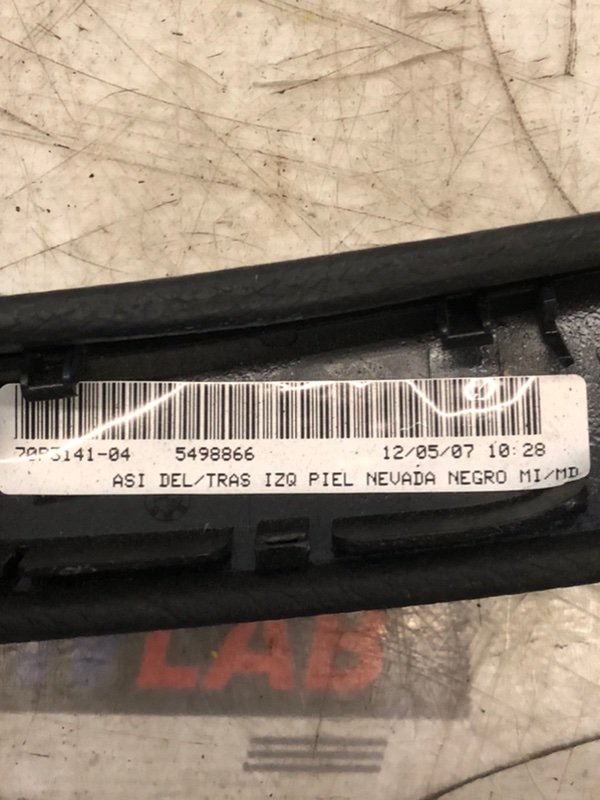 5498866 12/05/07 10:28
ASI DEL/TRAS IZQ PIEL NEVADA NEGRO MI/MD
LAB